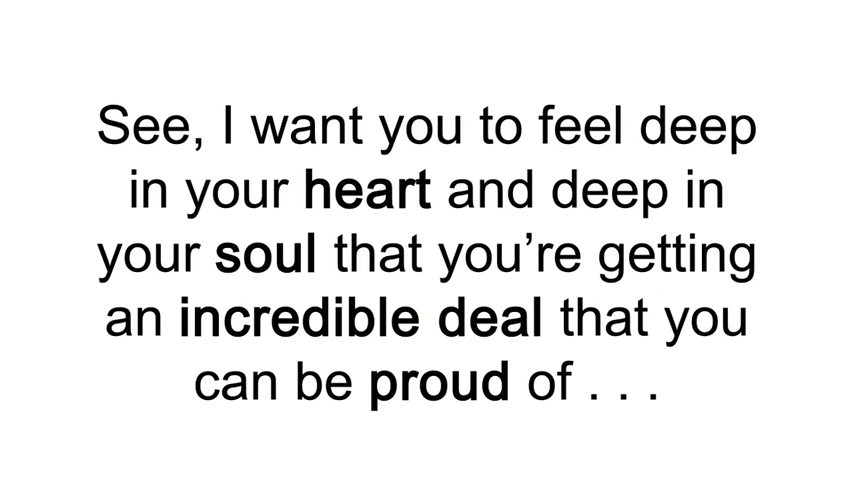 See, I want you to feel deep
in your heart and deep in
your soul that you’re getting
an incredible deal that you
can be proud of . . .